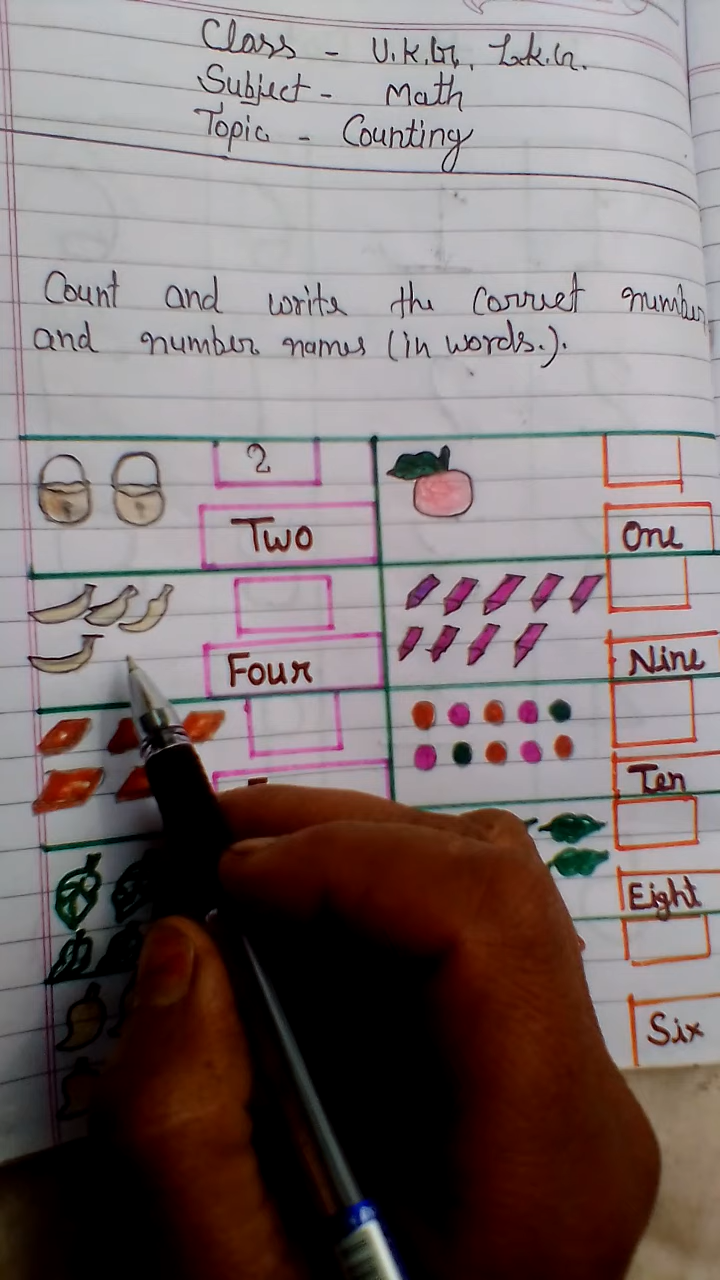 Class - U.K.G, L.K.G.
Subject - Math
Topic - Counting
Count and write the correct number
and number names (in words.).
2
Two
One
Four
Nine
Ten
Eight
Six